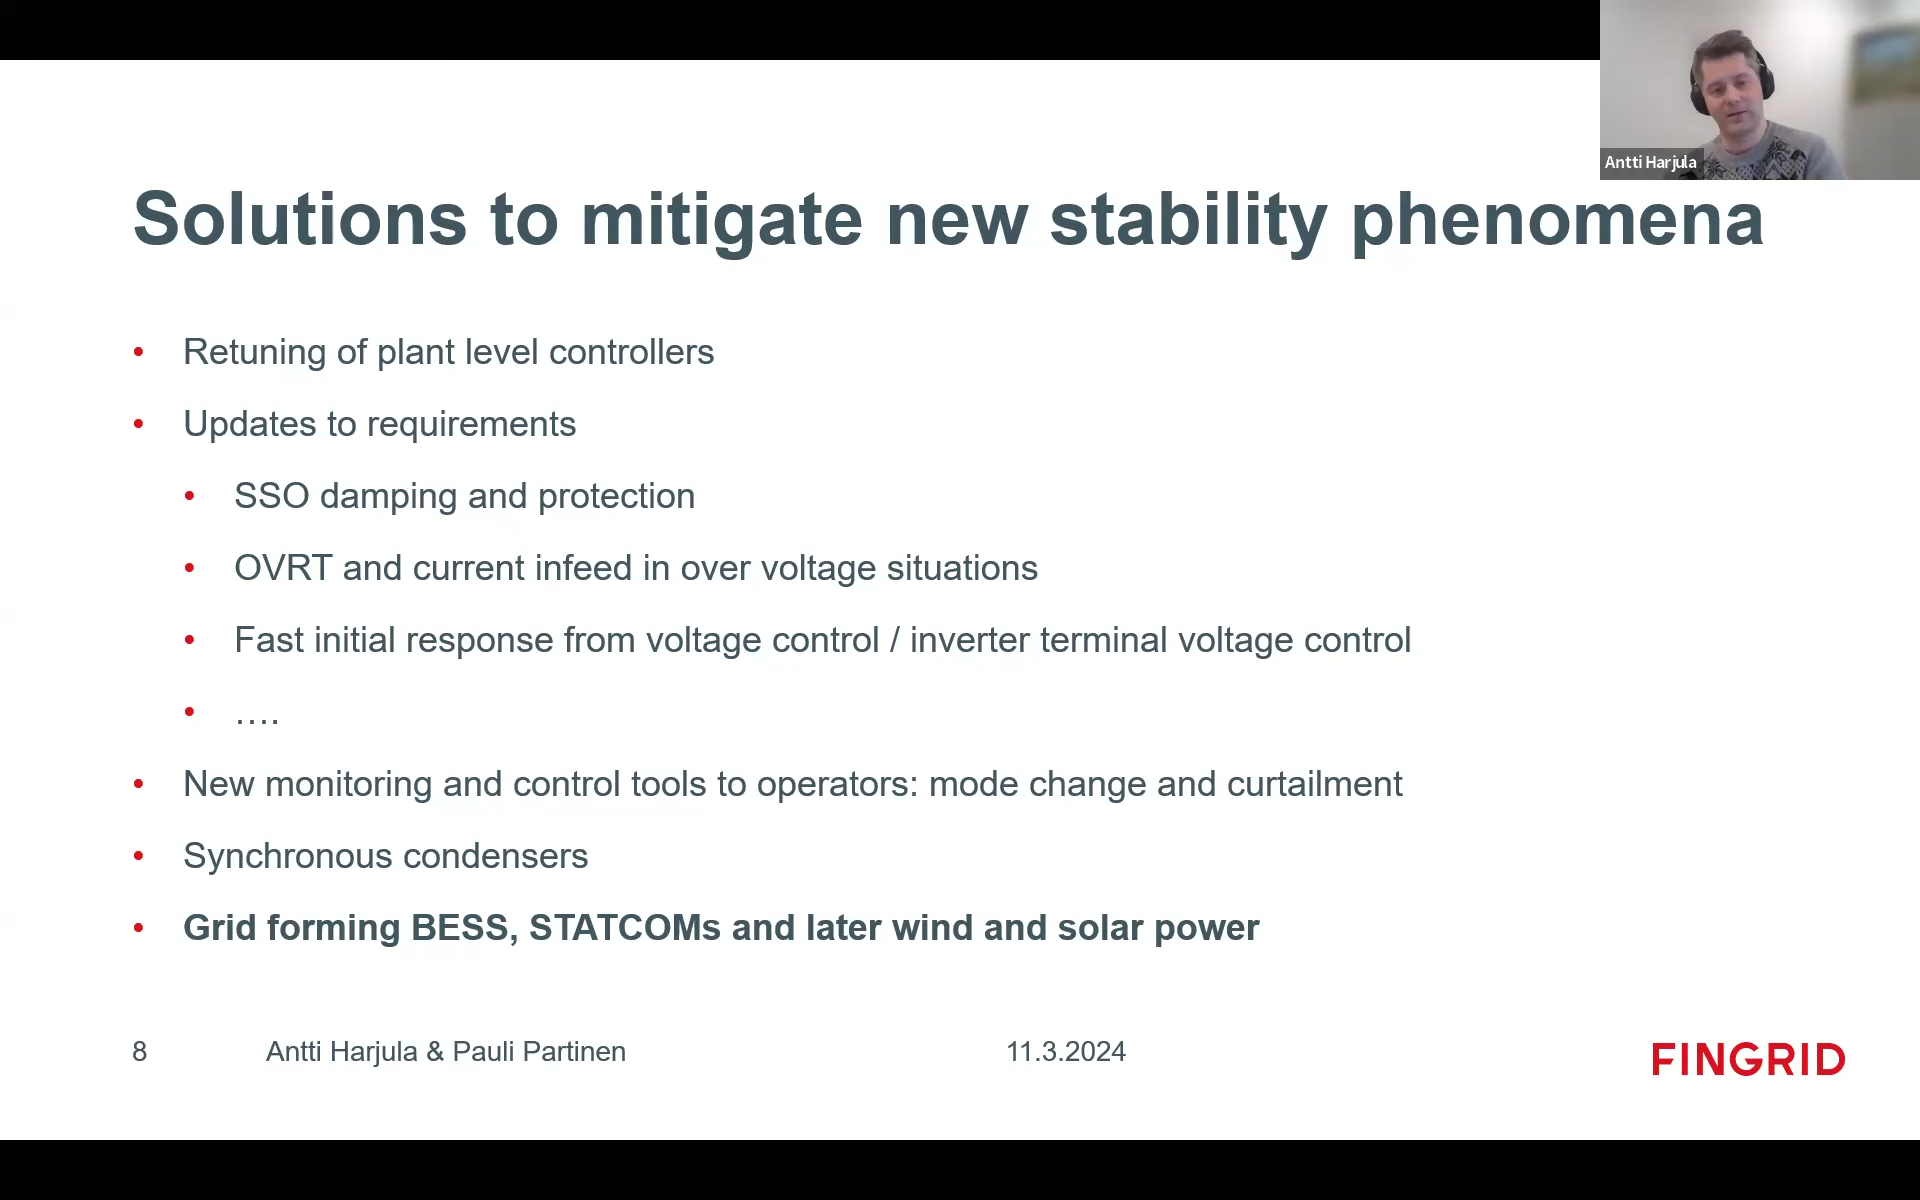 Antti Harjula
Solutions to mitigate new stability phenomena
• Retuning of plant level controllers
• Updates to requirements
• SSO damping and protection
• OVRT and current infeed in over voltage situations
• Fast initial response from voltage control / inverter terminal voltage control
• ….
• New monitoring and control tools to operators: mode change and curtailment
• Synchronous condensers
• Grid forming BESS, STATCOMs and later wind and solar power
8 Antti Harjula & Pauli Partinen 11.3.2024 FINGRID